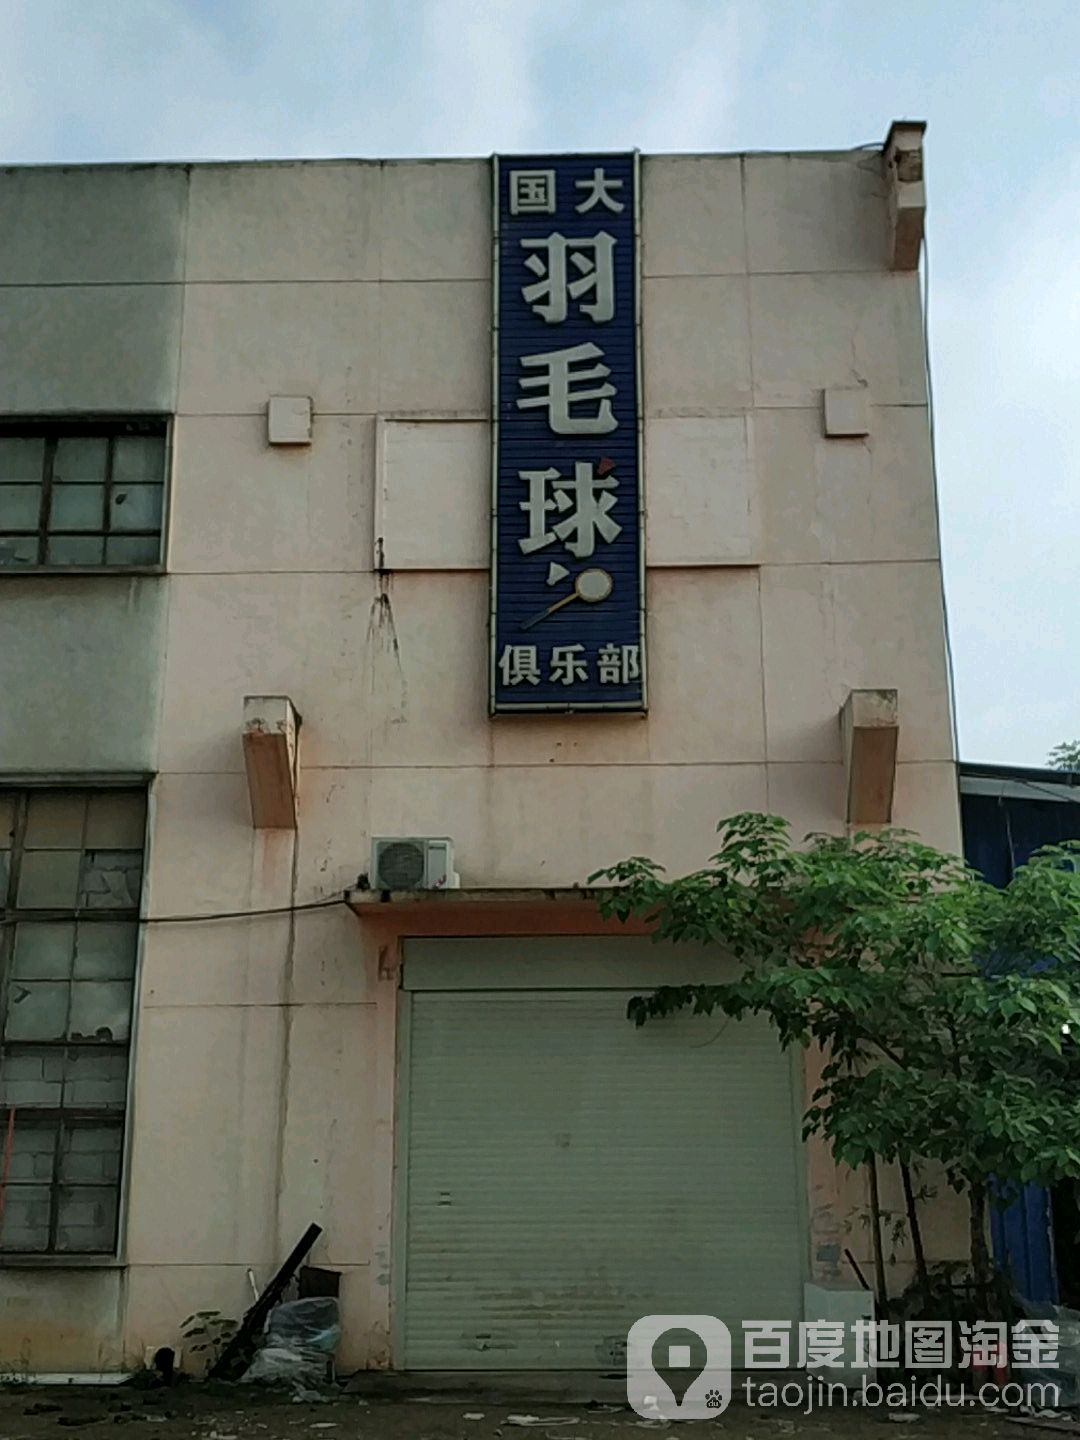 国大
羽
毛
球
俱乐部
百度地图淘金
taojin.baidu.com